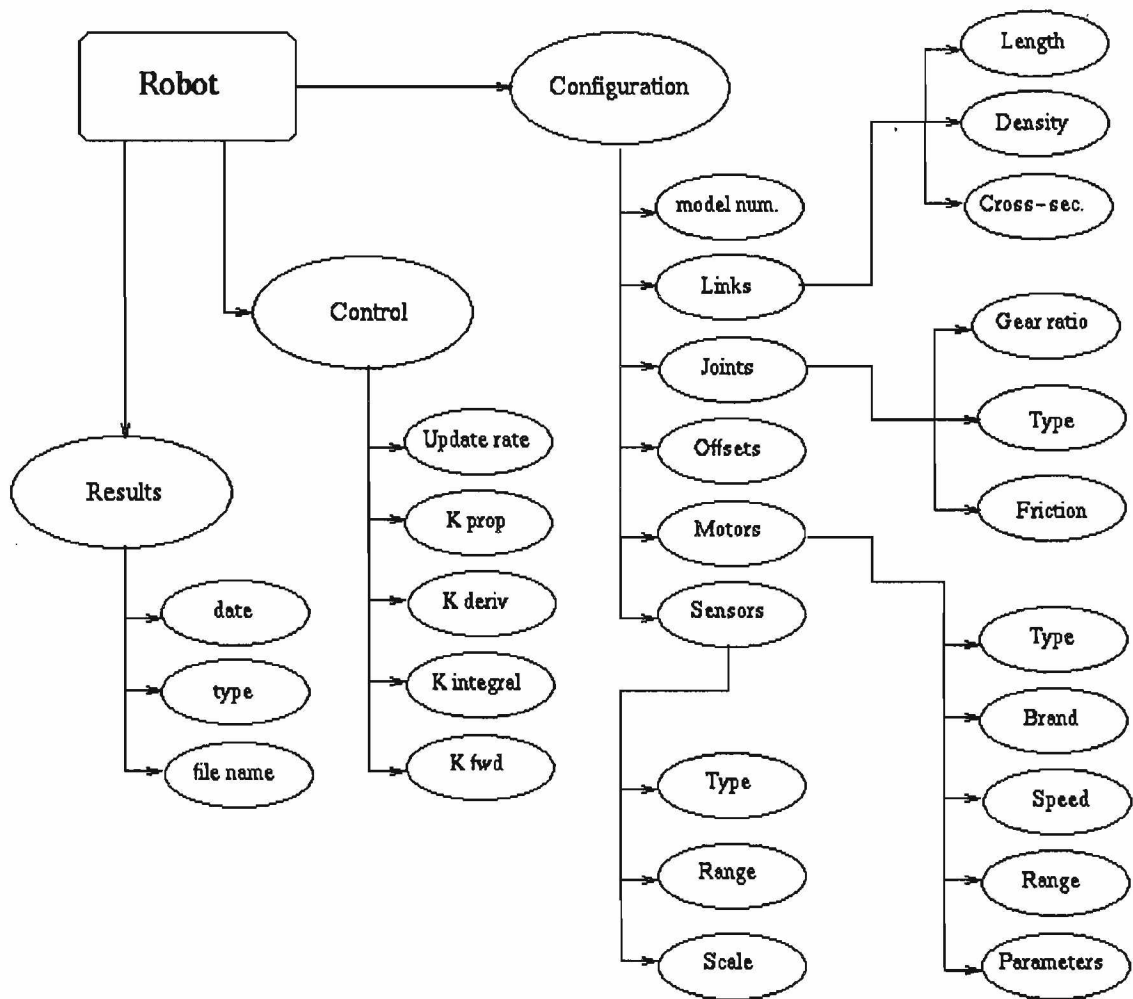 Robot
Configuration
Length
Density
Cross-sec.
model num.
Links
Joints
Offsets
Motors
Sensors
Gear ratio
Type
Friction
Control
Update rate
K prop
K deriv
K integral
K fwd
Results
date
type
file name
Type
Range
Scale
Type
Brand
Speed
Range
Parameters